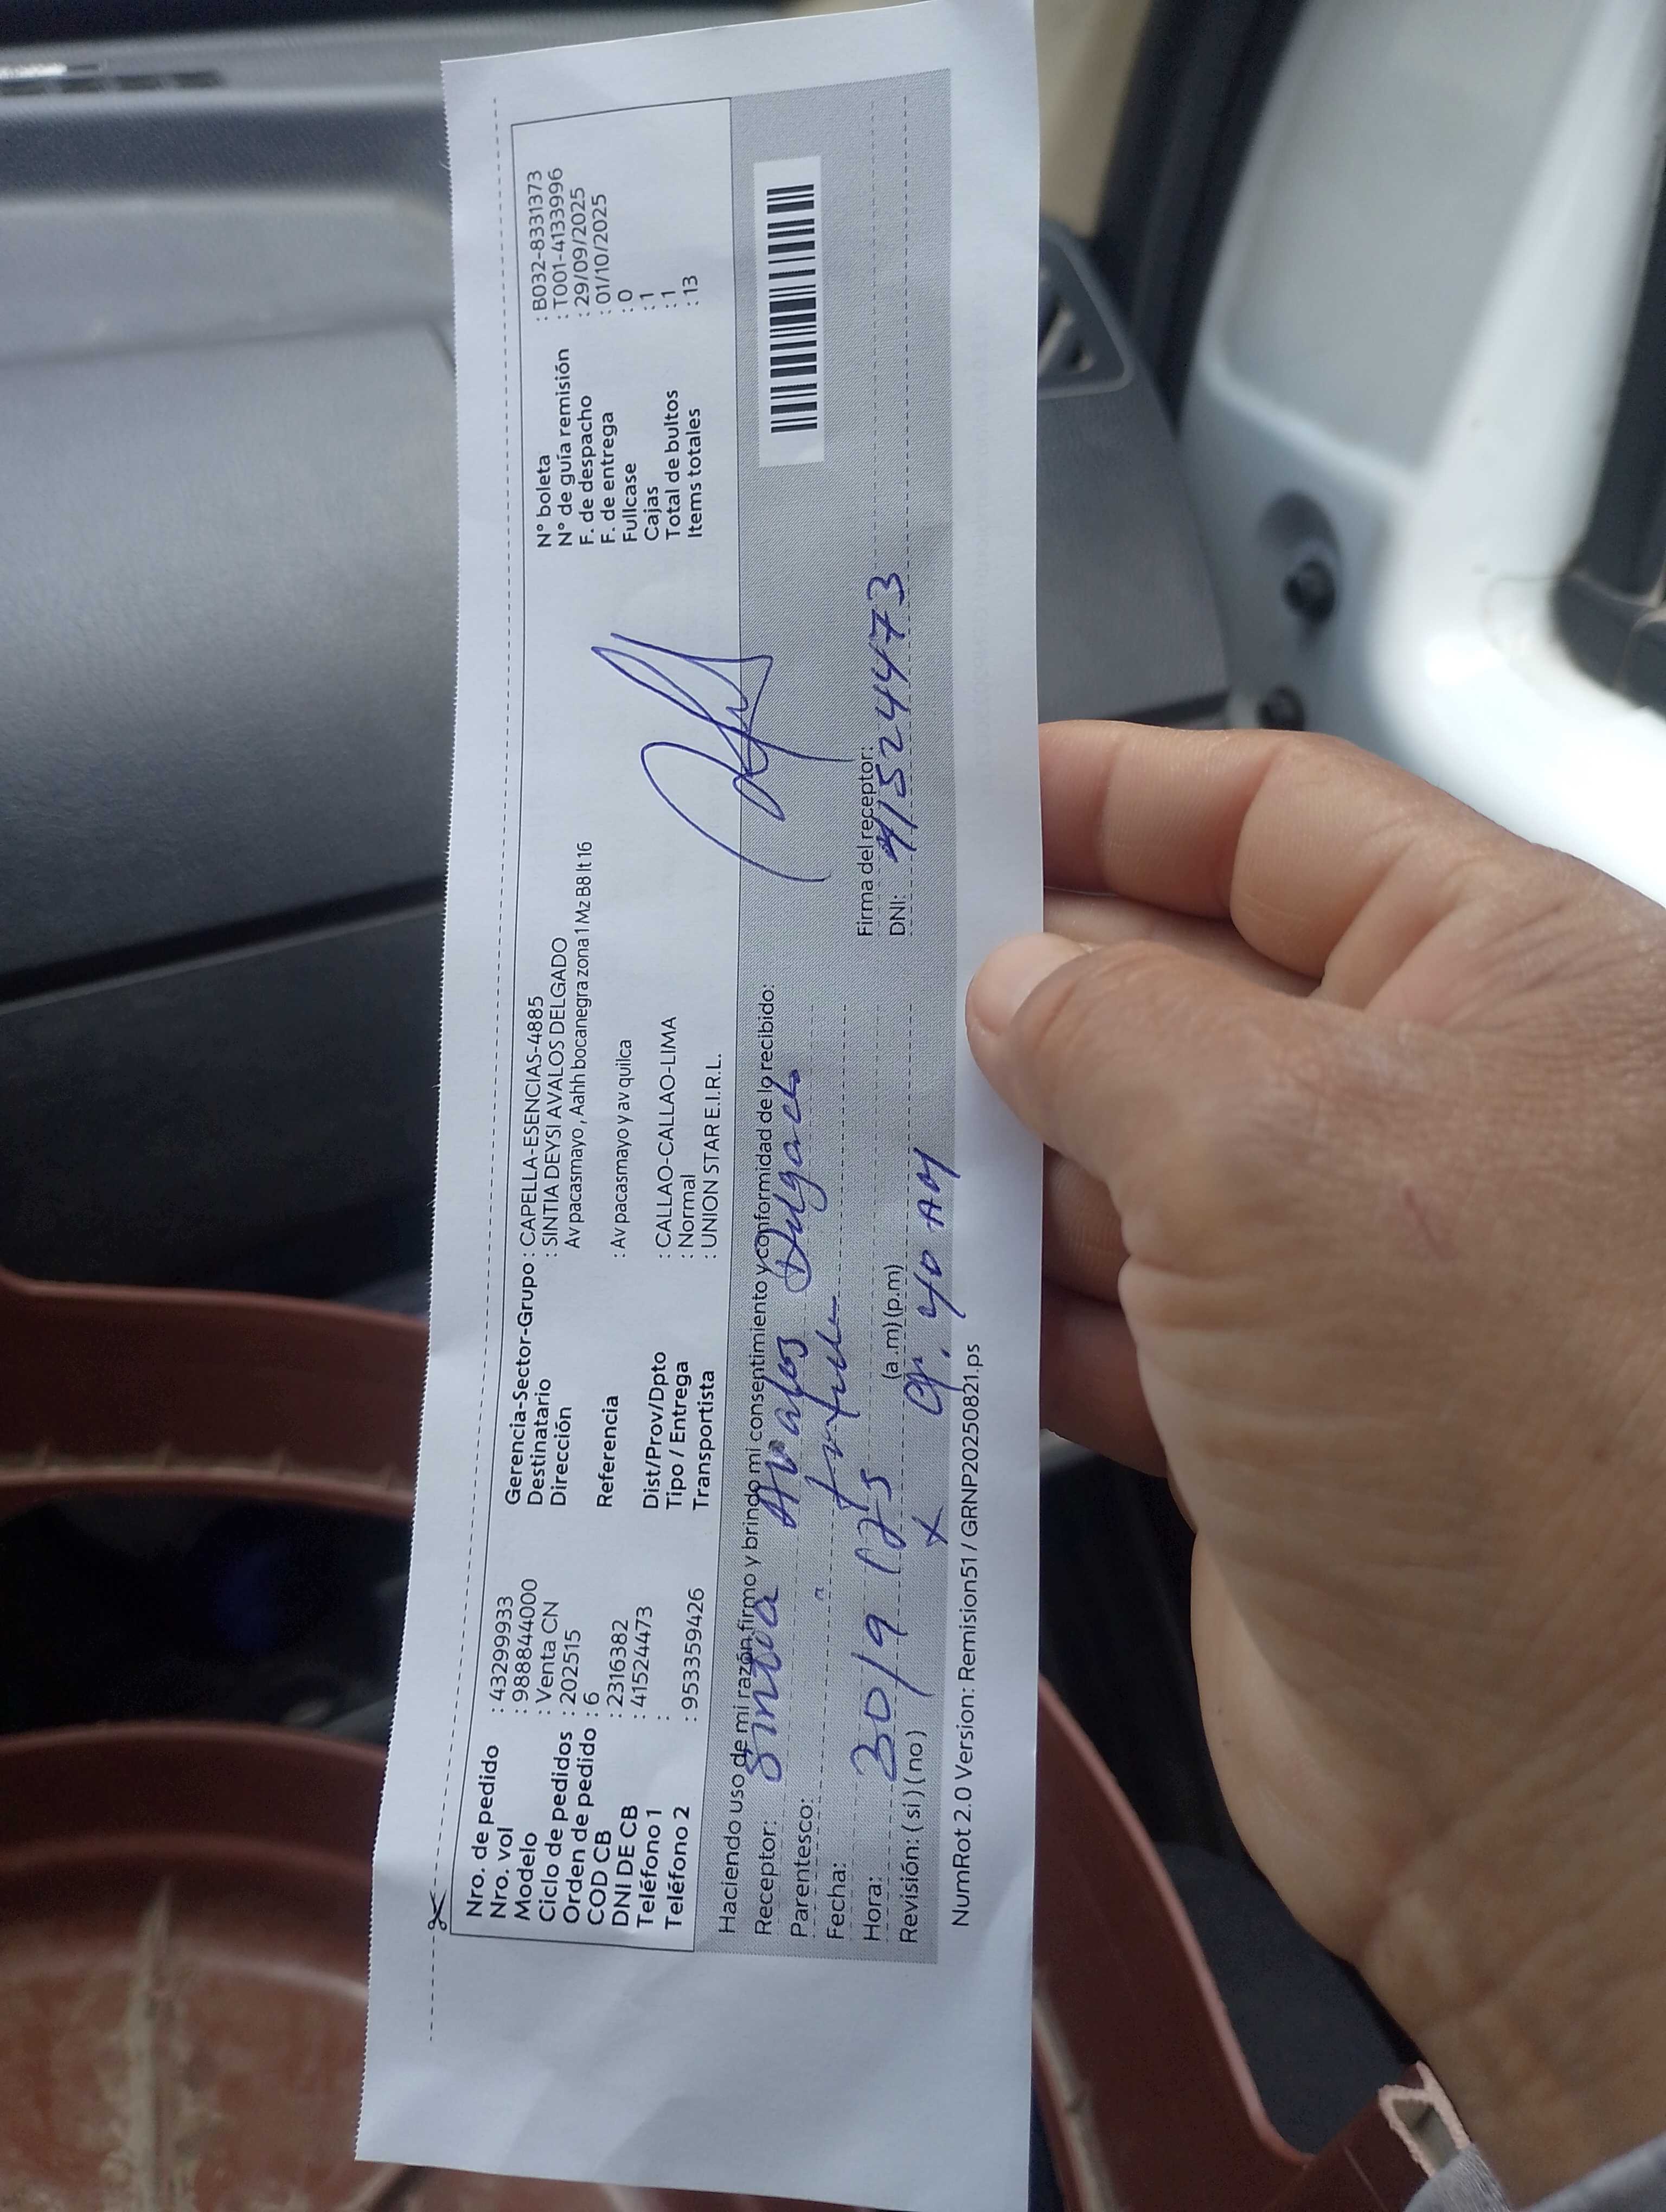 Nro. de pedido : 43299933
Nro. vol : 9888444000
Modelo : Venta CN
Ciclo de pedidos : 202515
Orden de pedido : 6
COD CB : 2316382
DNI DE CB : 41524473
Teléfono 1 :
Teléfono 2 : 953359426
Gerencia-Sector-Grupo : CAPELLA-ESENCIAS-4885
Destinatario : SINTIA DEYSI AVALOS DELGADO
Dirección Av pacasmayo , Aahh bocanegra zona 1 Mz B8 lt 16
Referencia : Av pacasmayo y av quilca
Dist/Prov/Dpto : CALLAO-CALLAO-LIMA
Tipo / Entrega : Normal
Transportista : UNION STAR E.I.R.L.
N° boleta : B032-8331373
N° de guía remisión : T001-4133996
F. de despacho : 29/09/2025
F. de entrega : 01/10/2025
Fullcase : 0
Cajas : 1
Total de bultos : 1
Items totales : 13
Haciendo uso de mi razón firmo y brindo mi consentimiento y conformidad de lo recibido:
Receptor: Sintia Avalos Delgado
Parentesco:
Fecha: 30/9/25
Hora: (a.m) (p.m)
40 AM
Revisión: ( si ) ( no ) X
Firma del receptor:
DNI: 41524473
NumRot 2.0 Version: Remision51 / GRNP20250821.ps